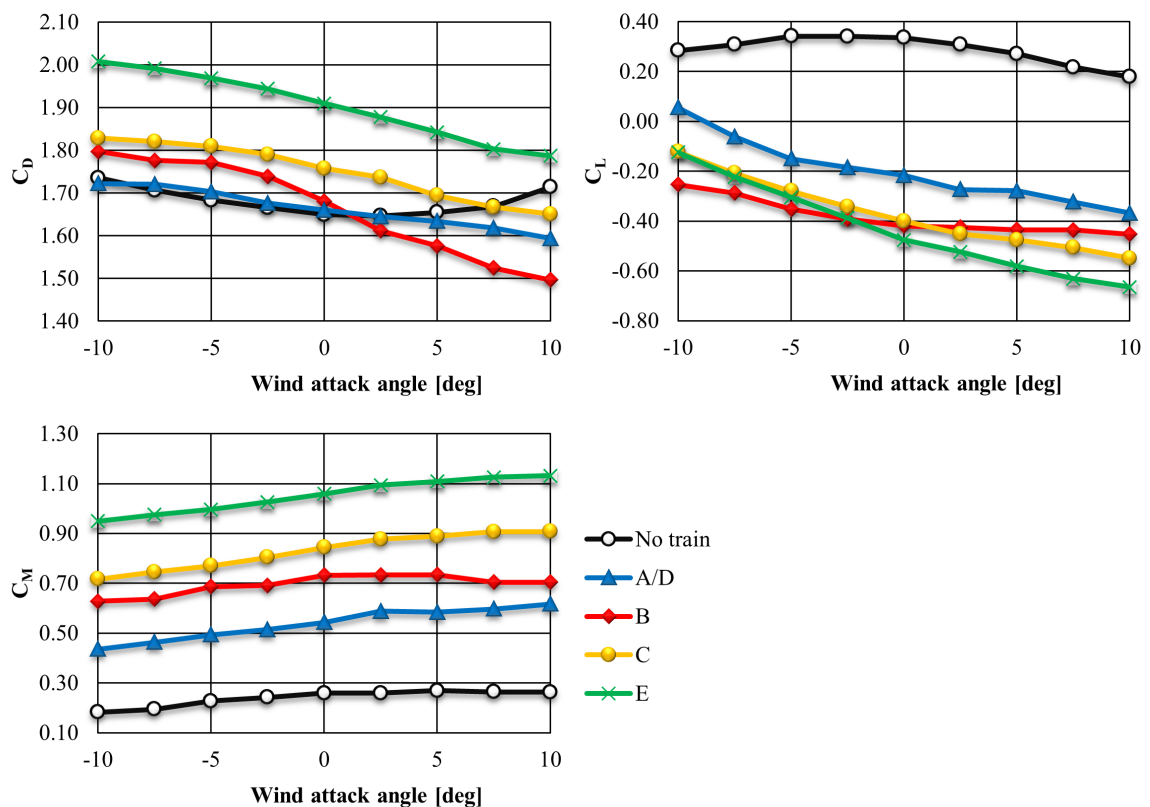 2.10
2.00
1.90
1.80
1.70
1.60
1.50
1.40
C_D
-10 -5 0 5 10
Wind attack angle [deg]
0.40
0.20
0.00
-0.20
-0.40
-0.60
-0.80
C_L
-10 -5 0 5 10
Wind attack angle [deg]
1.30
1.10
0.90
0.70
0.50
0.30
0.10
C_M
-10 -5 0 5 10
Wind attack angle [deg]
No train
A/D
B
C
E